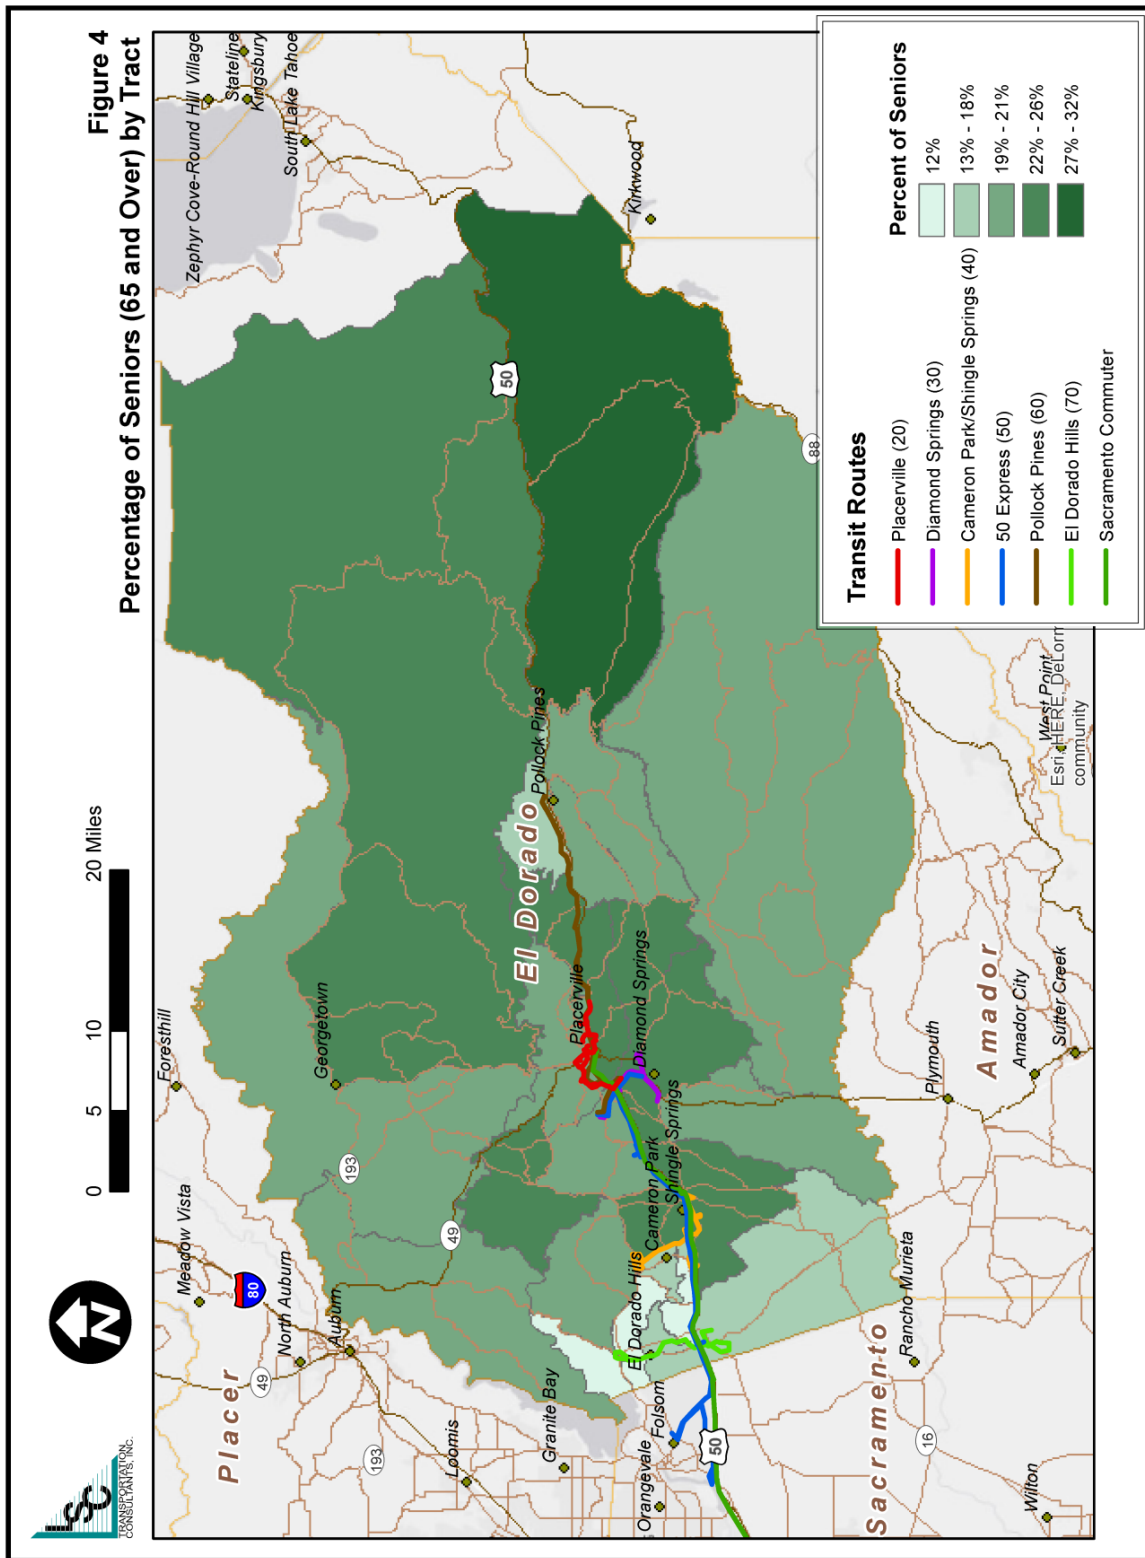 Figure 4
Percentage of Seniors (65 and Over) by Tract
LSC
TRANSPORTATION
CONSULTANTS, INC.
N
0 5 10 20 Miles
Placer
Meadow Vista
Foresthill
80
North Auburn
Auburn
49
193
193
Loomis
Granite Bay
Georgetown
49
El Dorado
Zephyr Cove-Round Hill Village
Stateline
Kingsbury
South Lake Tahoe
50
Kirkwood
Pollock Pines
Placerville
Diamond Springs
Shingle Springs
Cameron Park
El Dorado Hills
Folsom
Orangevale
50
88
Sacramento
Rancho Murieta
16
Wilton
Plymouth
Amador
Amador City
Sutter Creek
West Point
Esri, HERE, DeLorm
community
Transit Routes
Placerville (20)
Diamond Springs (30)
Cameron Park/Shingle Springs (40)
50 Express (50)
Pollock Pines (60)
El Dorado Hills (70)
Sacramento Commuter
Percent of Seniors
12%
13% - 18%
19% - 21%
22% - 26%
27% - 32%